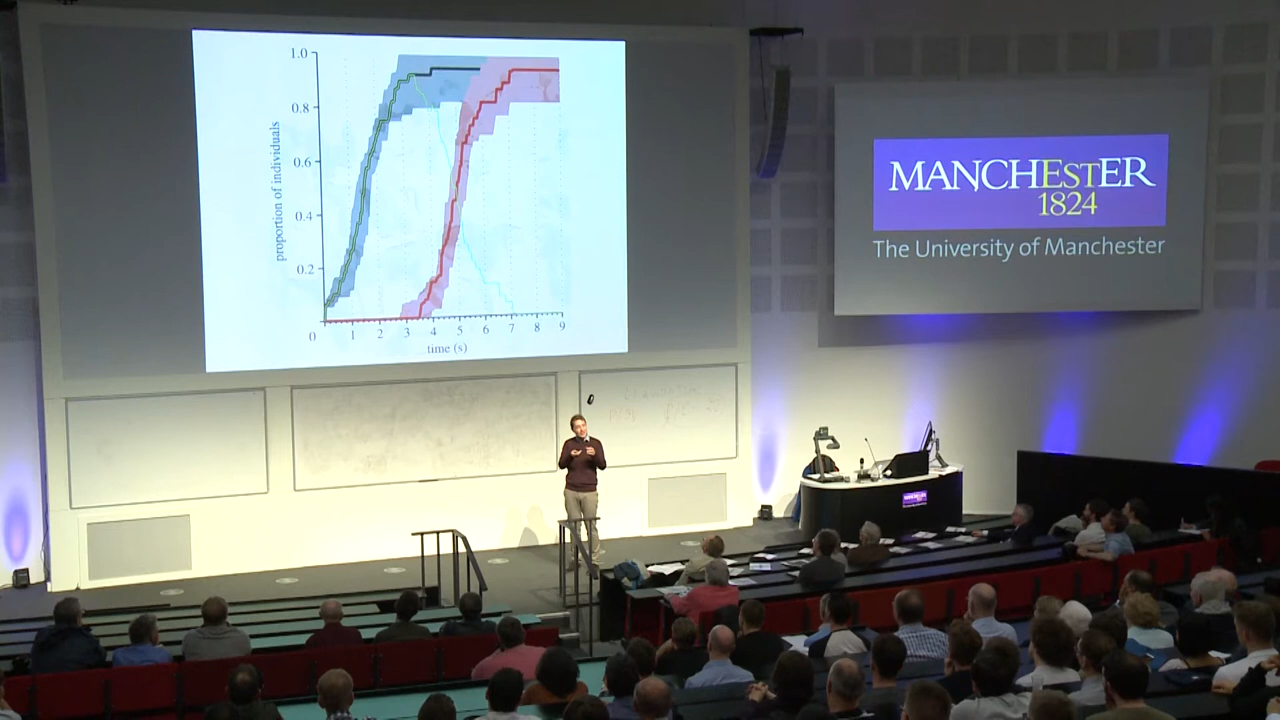 1.0
0.8
0.6
0.4
0.2
0
1 2 3 4 5 6 7 8 9
proportion of individuals
time (s)
MANCHEstER
1824
The University of Manchester